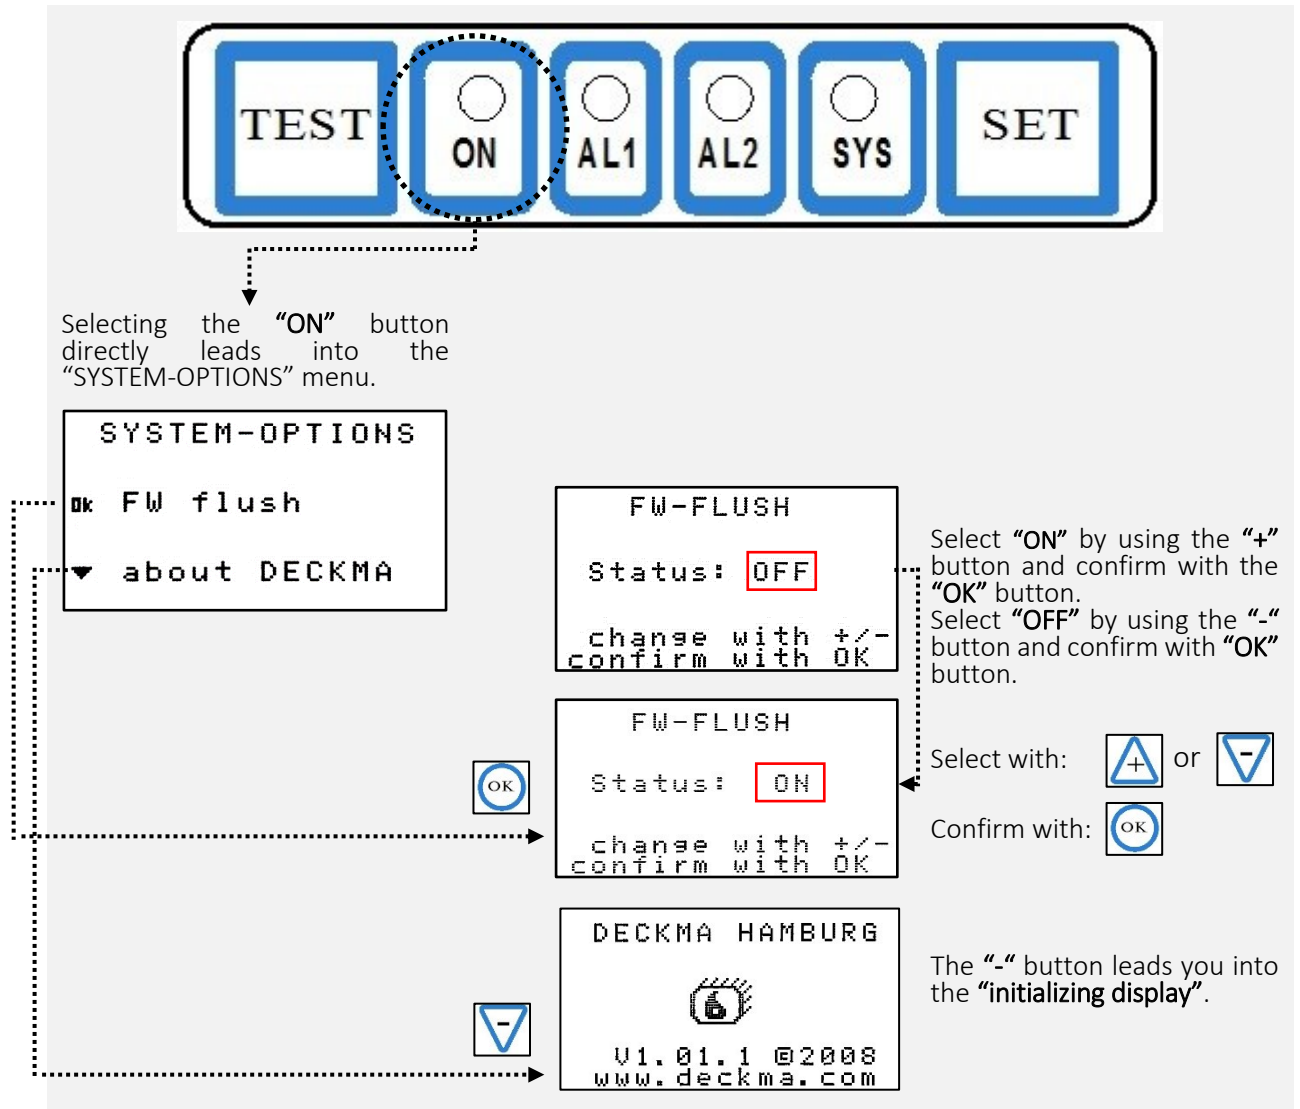 TEST
ON
AL1
AL2
SYS
SET
Selecting the “ON” button
directly leads into the
“SYSTEM-OPTIONS” menu.
SYSTEM-OPTIONS
Ok FW flush
about DECKMA
FW-FLUSH
Status: OFF
change with +/-
confirm with OK
Select “ON” by using the “+”
button and confirm with the
“OK” button.
Select “OFF” by using the “-“
button and confirm with “OK”
button.
FW-FLUSH
Status: ON
change with +/-
confirm with OK
OK
Select with: + or -
Confirm with: OK
DECKMA HAMBURG
V1.01.1 ©2008
www.deckma.com
-
The “-“ button leads you into
the “initializing display”.